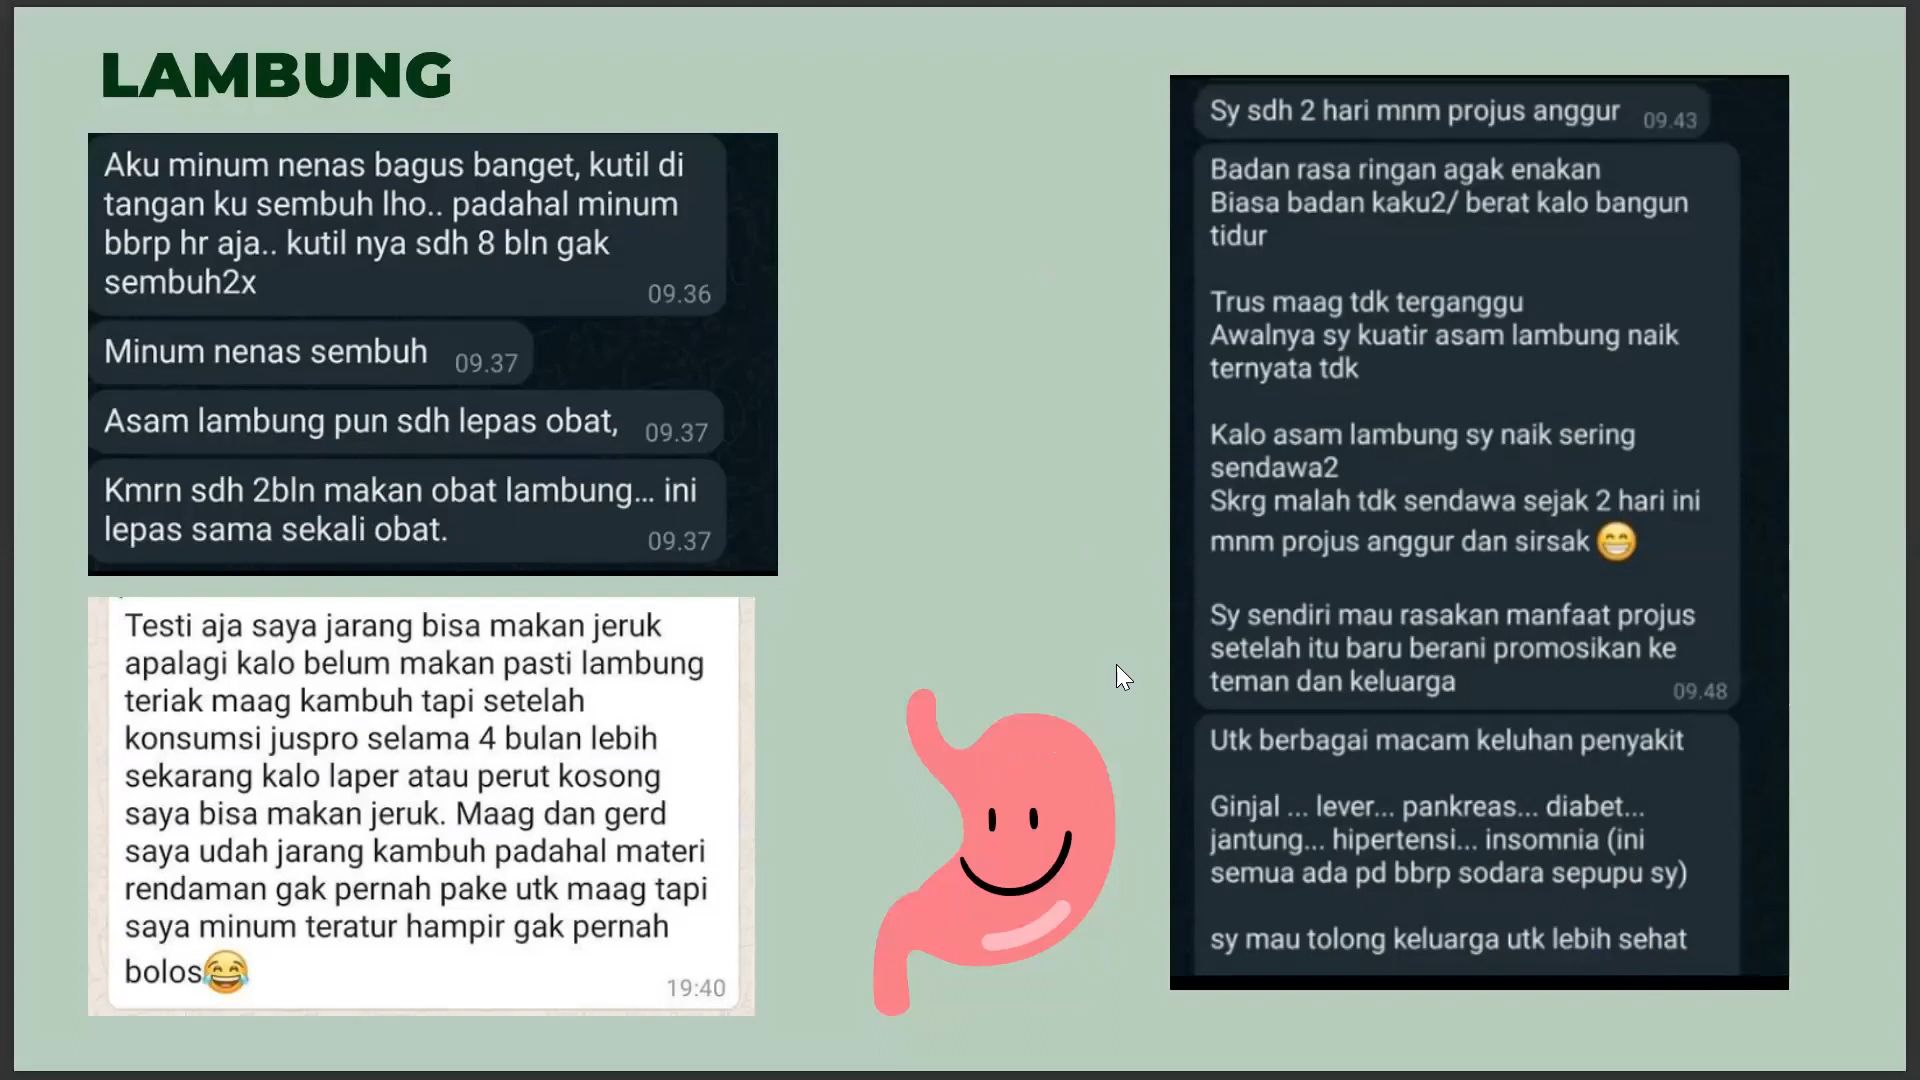 LAMBUNG
Aku minum nenas bagus banget, kutil di
tangan ku sembuh lho.. padahal minum
bbrp hr aja.. kutil nya sdh 8 bln gak
sembuh2x
09.36
Minum nenas sembuh 09.37
Asam lambung pun sdh lepas obat, 09.37
Kmrn sdh 2bln makan obat lambung... ini
lepas sama sekali obat.
09.37
Testi aja saya jarang bisa makan jeruk
apalagi kalo belum makan pasti lambung
teriak maag kambuh tapi setelah
konsumsi juspro selama 4 bulan lebih
sekarang kalo laper atau perut kosong
saya bisa makan jeruk. Maag dan gerd
saya udah jarang kambuh padahal materi
rendaman gak pernah pake utk maag tapi
saya minum teratur hampir gak pernah
bolos😂
19:40
Sy sdh 2 hari mnm projus anggur 09.43
Badan rasa ringan agak enakan
Biasa badan kaku2/ berat kalo bangun
tidur
Trus maag tdk terganggu
Awalnya sy kuatir asam lambung naik
ternyata tdk
Kalo asam lambung sy naik sering
sendawa2
Skrg malah tdk sendawa sejak 2 hari ini
mnm projus anggur dan sirsak 😁
Sy sendiri mau rasakan manfaat projus
setelah itu baru berani promosikan ke
teman dan keluarga
09.48
Utk berbagai macam keluhan penyakit
Ginjal ... lever... pankreas... diabet...
jantung... hipertensi... insomnia (ini
semua ada pd bbrp sodara sepupu sy)
sy mau tolong keluarga utk lebih sehat